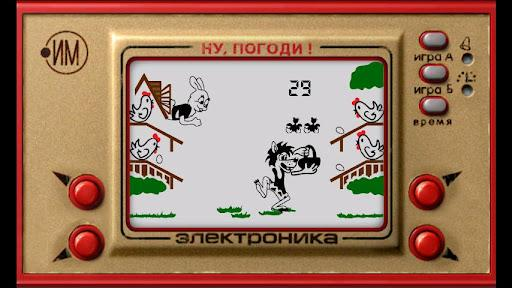 ИМ
НУ, ПОГОДИ !
игра А
игра Б
время
29
электроника